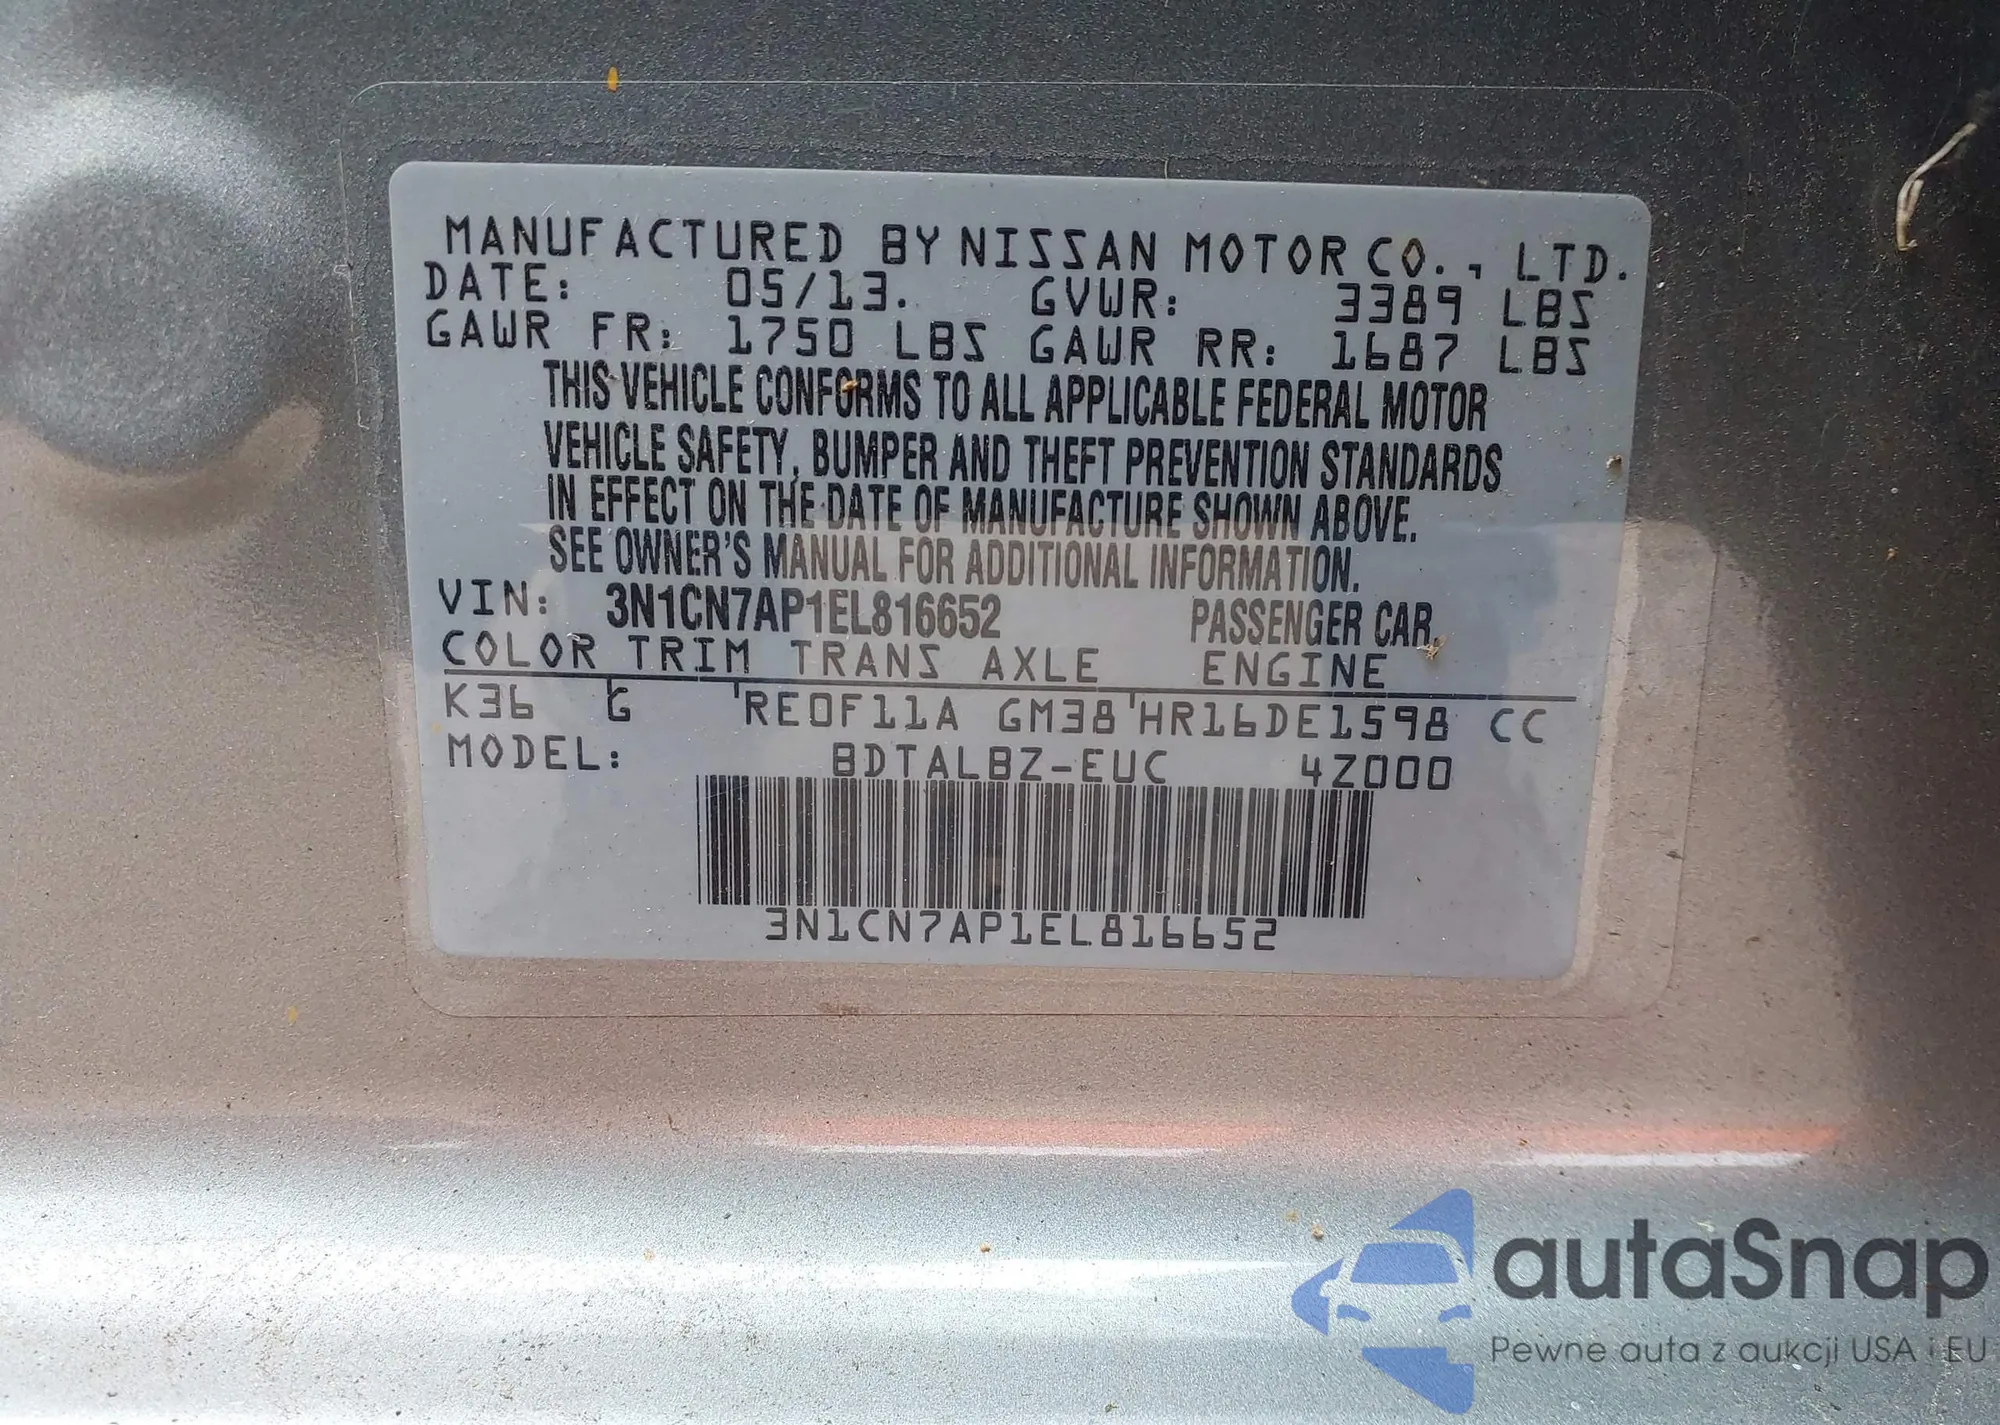 MANUFACTURED BY NISSAN MOTOR CO., LTD.
DATE: 05/13. GVWR: 3389 LBS
GAWR FR: 1750 LBS GAWR RR: 1687 LBS
THIS VEHICLE CONFORMS TO ALL APPLICABLE FEDERAL MOTOR
VEHICLE SAFETY, BUMPER AND THEFT PREVENTION STANDARDS
IN EFFECT ON THE DATE OF MANUFACTURE SHOWN ABOVE.
SEE OWNER'S MANUAL FOR ADDITIONAL INFORMATION.
VIN: 3N1CN7AP1EL816652 PASSENGER CAR.
COLOR TRIM TRANS AXLE ENGINE
K36 G RE0F11A GM38 HR16DE1598 CC
MODEL: BDTALBZ-EUC 4Z000
3N1CN7AP1EL816652
autaSnap
Pewne auta z aukcji USA i EU